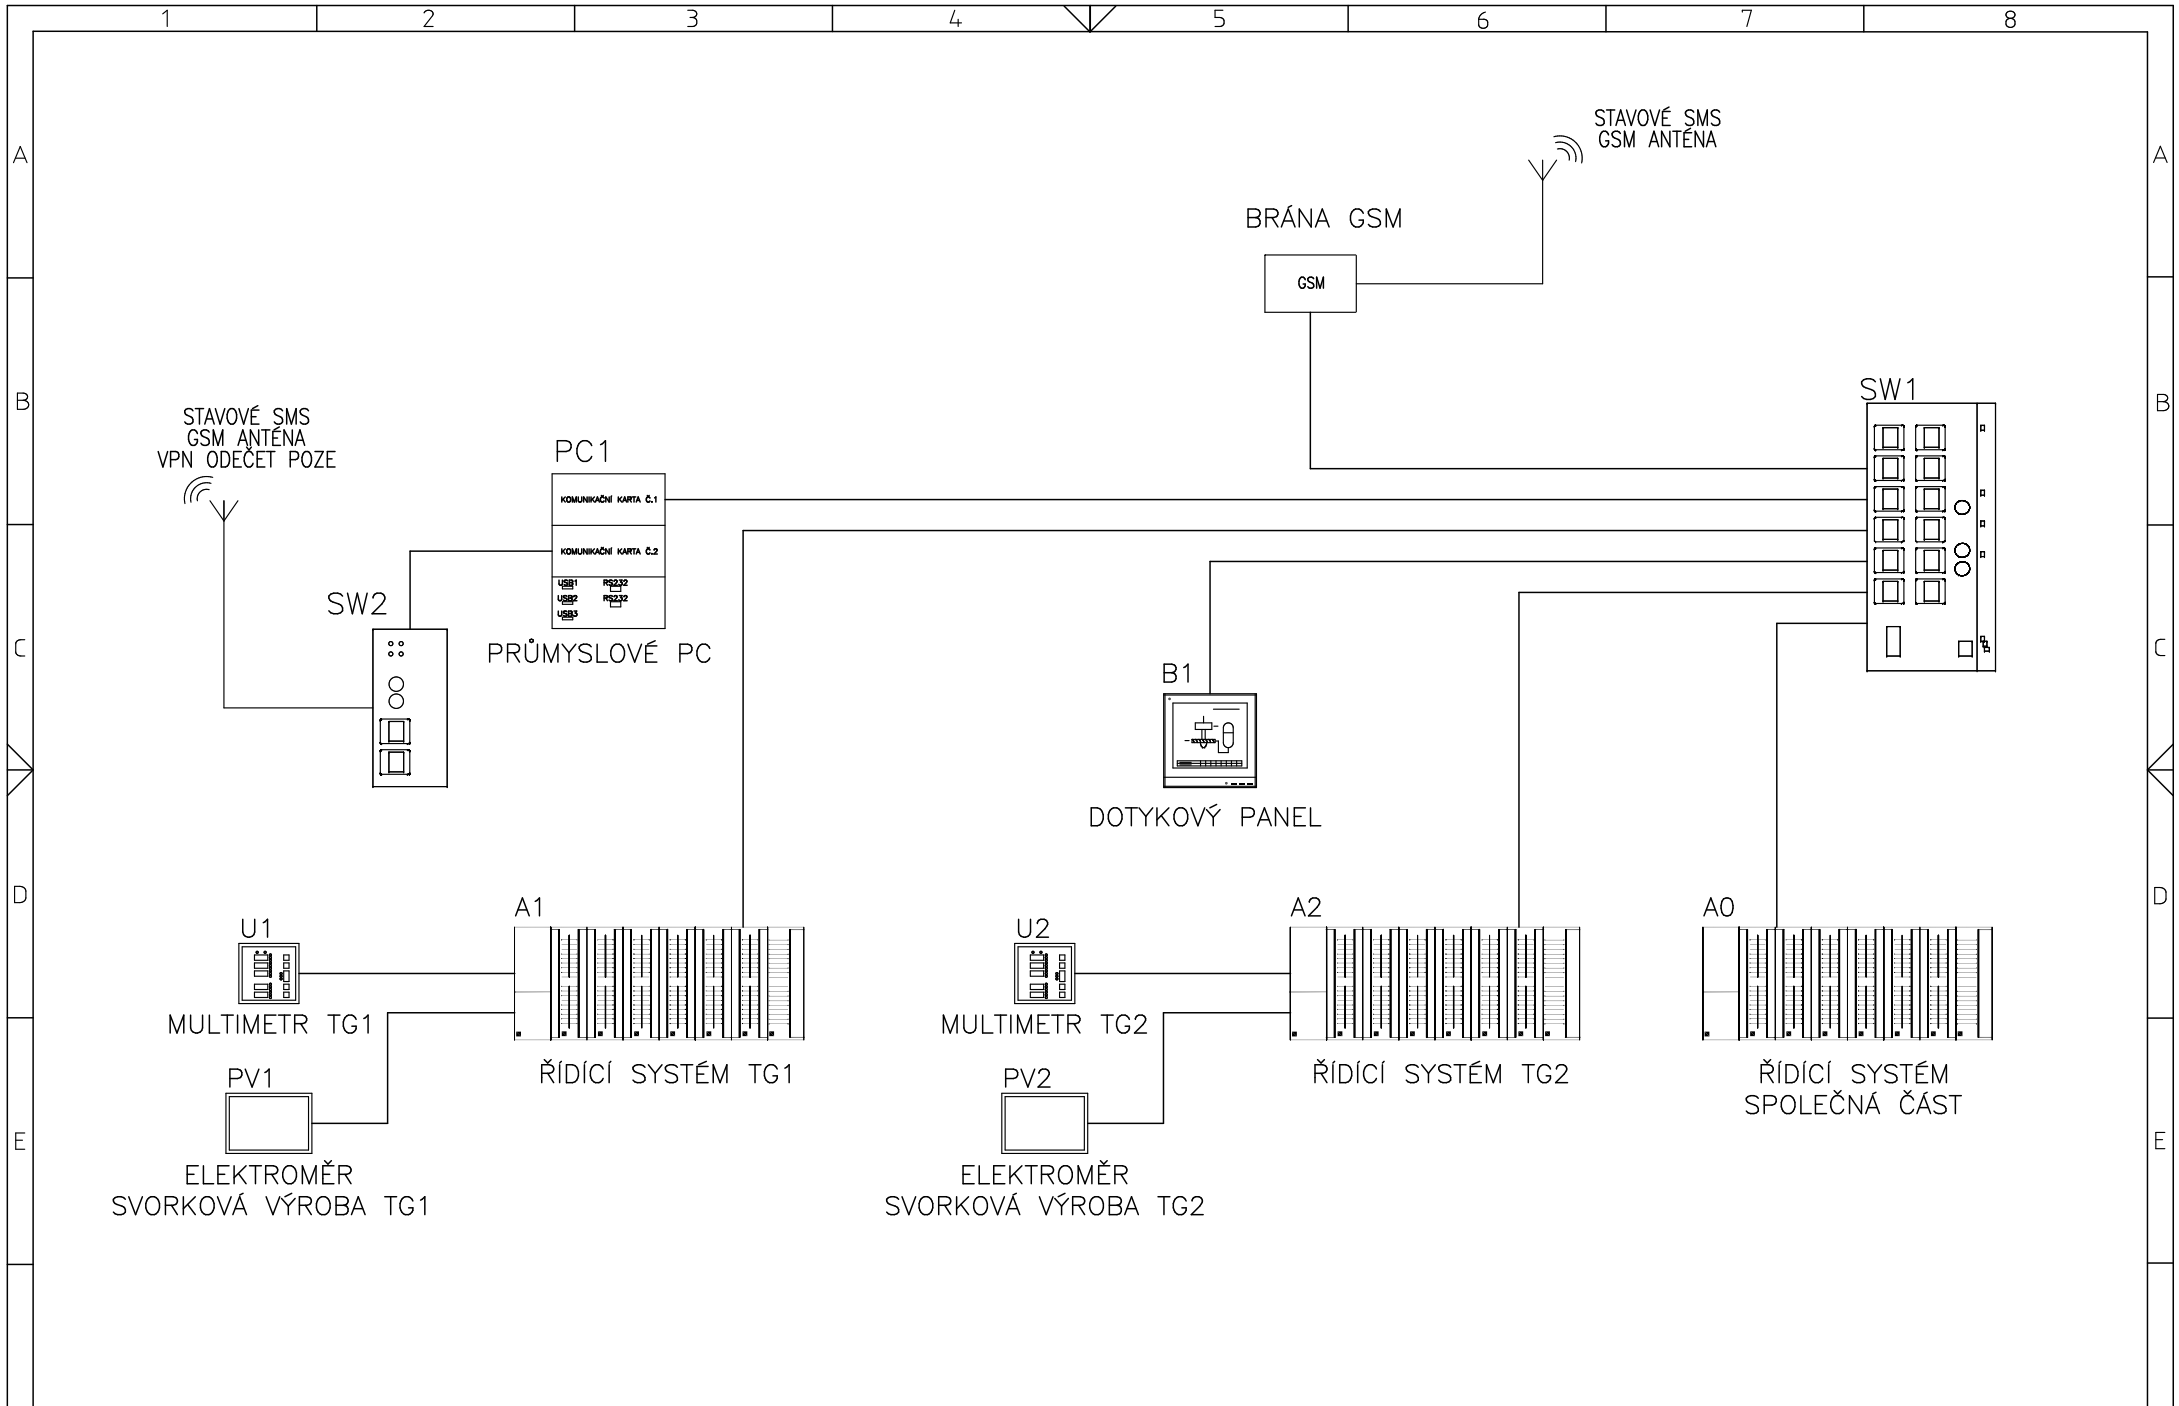 1 2 3 4 5 6 7 8
A A
STAVOVÉ SMS
GSM ANTÉNA
BRÁNA GSM
GSM
B B
SW1
STAVOVÉ SMS
GSM ANTÉNA
VPN ODEČET POZE
PC1
KOMUNIKAČNÍ KARTA Č.1
KOMUNIKAČNÍ KARTA Č.2
USB1 RS232
USB2 RS232
USB3
SW2
PRŮMYSLOVÉ PC
C C
B1
DOTYKOVÝ PANEL
D D
U1
A1
U2
A2
A0
MULTIMETR TG1
MULTIMETR TG2
PV1
ŘÍDÍCÍ SYSTÉM TG1
PV2
ŘÍDÍCÍ SYSTÉM TG2
ŘÍDÍCÍ SYSTÉM
SPOLEČNÁ ČÁST
E E
ELEKTROMĚR
SVORKOVÁ VÝROBA TG1
ELEKTROMĚR
SVORKOVÁ VÝROBA TG2